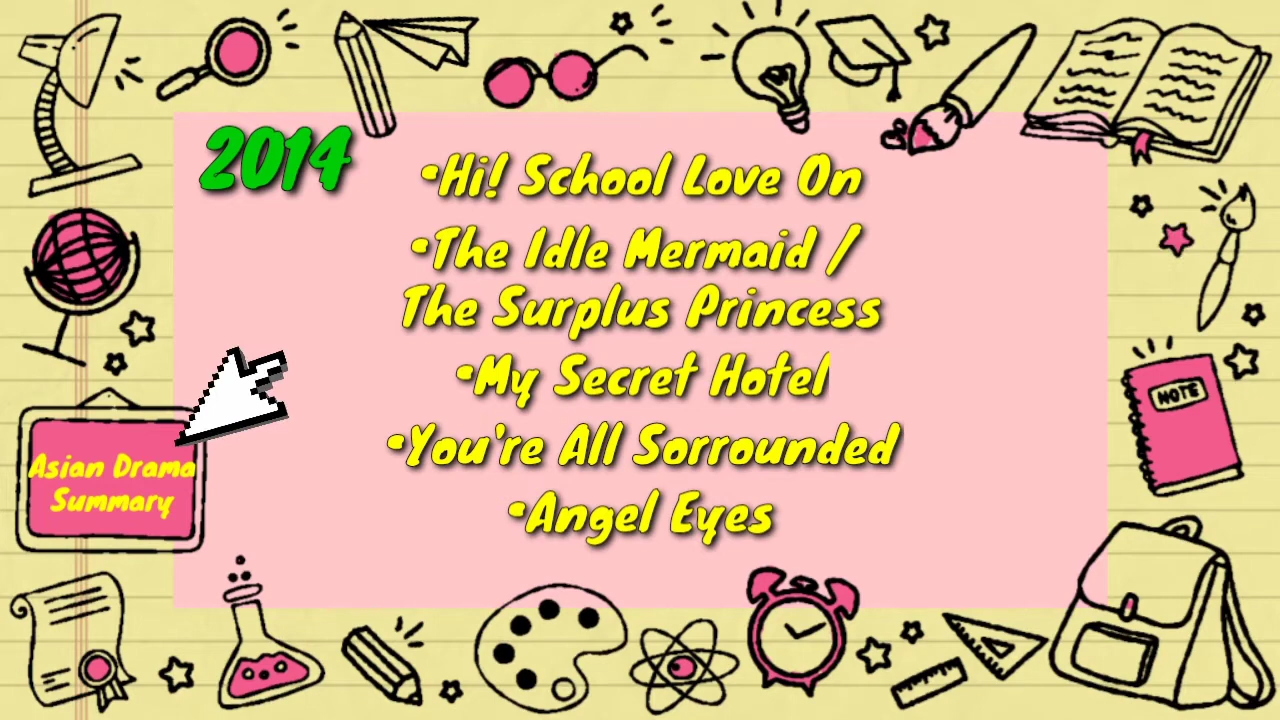 2014
•Hi! School Love On
•The Idle Mermaid /
The Surplus Princess
•My Secret Hotel
•You're All Sorrounded
•Angel Eyes
Asian Drama
Summary
NOTE